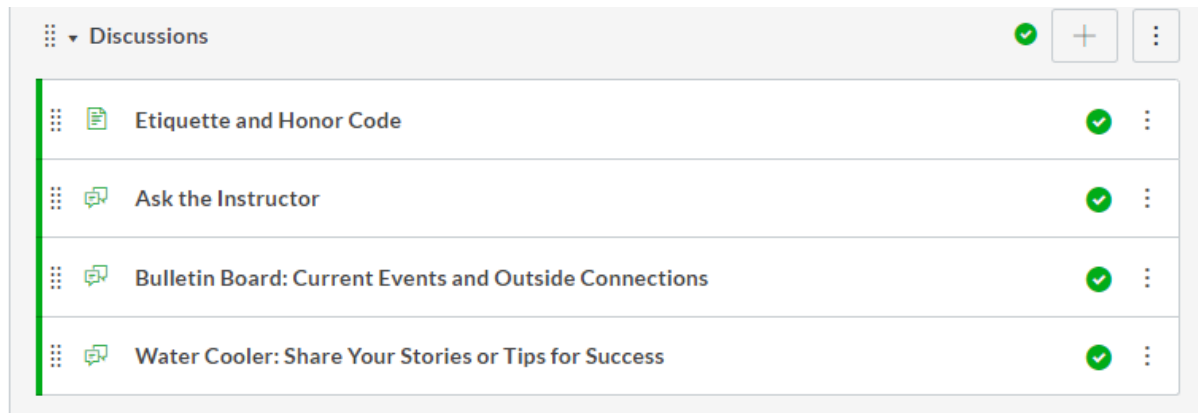 Discussions
Etiquette and Honor Code
Ask the Instructor
Bulletin Board: Current Events and Outside Connections
Water Cooler: Share Your Stories or Tips for Success